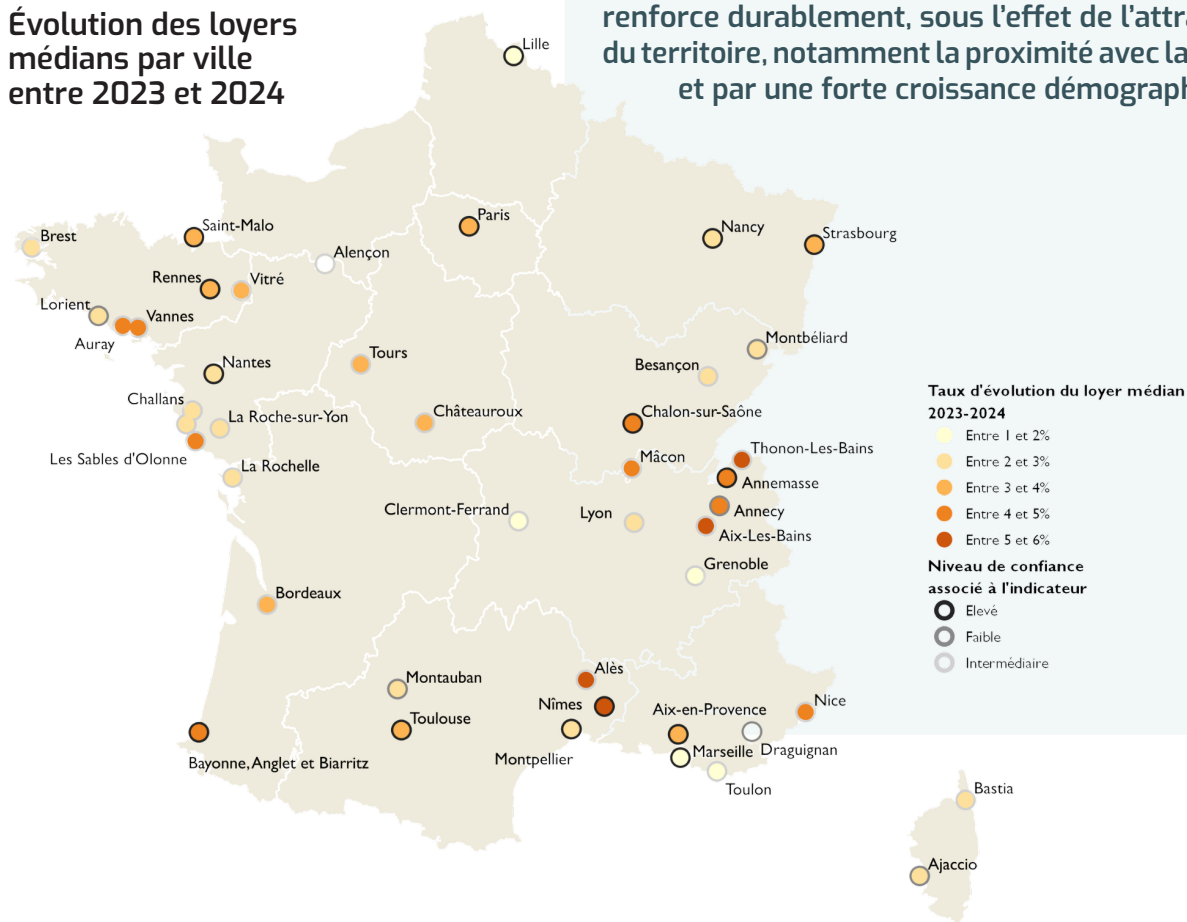 Évolution des loyers
médians par ville
entre 2023 et 2024
renforce durablement, sous l'effet de l'attra
du territoire, notamment la proximité avec la
et par une forte croissance démograph
Lille
Paris
Saint-Malo
Brest
Alençon
Nancy
Strasbourg
Rennes
Vitré
Lorient
Vannes
Auray
Montbéliard
Tours
Nantes
Besançon
Challans
La Roche-sur-Yon
Châteauroux
Chalon-sur-Saône
Les Sables d'Olonne
La Rochelle
Mâcon
Thonon-Les-Bains
Annemasse
Clermont-Ferrand
Lyon
Annecy
Aix-Les-Bains
Grenoble
Bordeaux
Montauban
Alès
Nîmes
Toulouse
Aix-en-Provence
Nice
Bayonne, Anglet et Biarritz
Montpellier
Marseille
Draguignan
Toulon
Bastia
Ajaccio
Taux d'évolution du loyer médian
2023-2024
Entre 1 et 2%
Entre 2 et 3%
Entre 3 et 4%
Entre 4 et 5%
Entre 5 et 6%
Niveau de confiance
associé à l'indicateur
Elevé
Faible
Intermédiaire